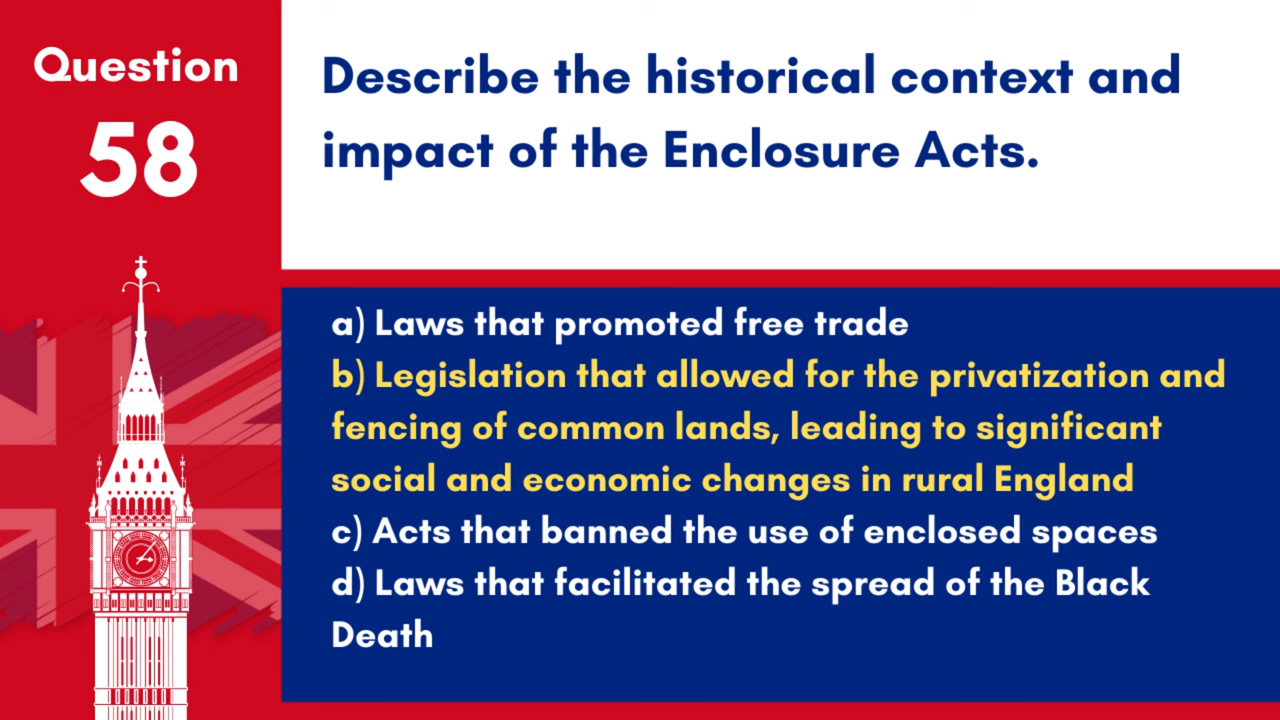 Question
58
Describe the historical context and
impact of the Enclosure Acts.
a) Laws that promoted free trade
b) Legislation that allowed for the privatization and
fencing of common lands, leading to significant
social and economic changes in rural England
c) Acts that banned the use of enclosed spaces
d) Laws that facilitated the spread of the Black
Death